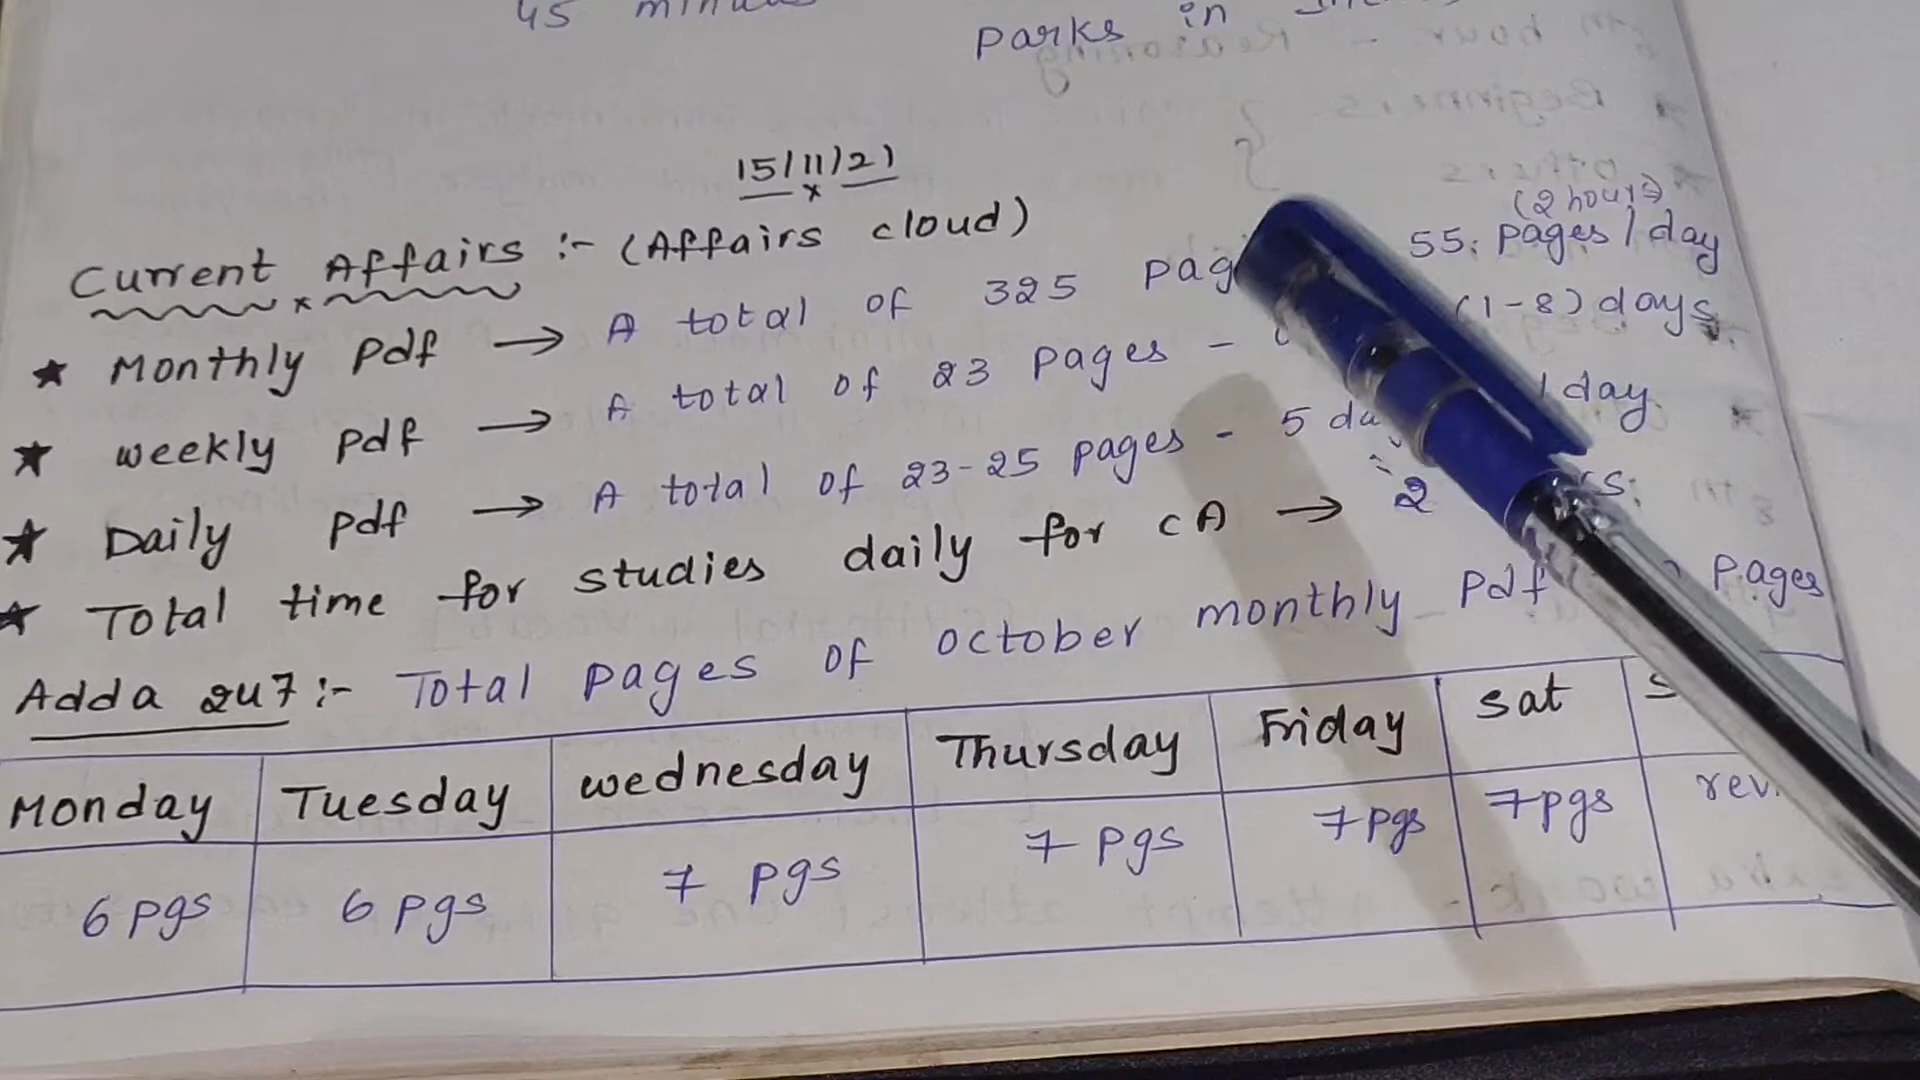 45
parks in
15/11/21
Current Affairs :- (Affairs cloud)
(2 hours)
★ Monthly pdf → A total of 325 55 pages / day
★ weekly pdf → A total of 23 pages - (1-8) days
★ Daily pdf → A total of 23-25 pages - 5 / day
★ Total time for studies daily for CA → 2
Adda 247 :- Total pages of october monthly pdf pages
Monday Tuesday wednesday Thursday Friday Sat
6 pgs 6 pgs 7 pgs 7 pgs 7 pgs 7 pgs